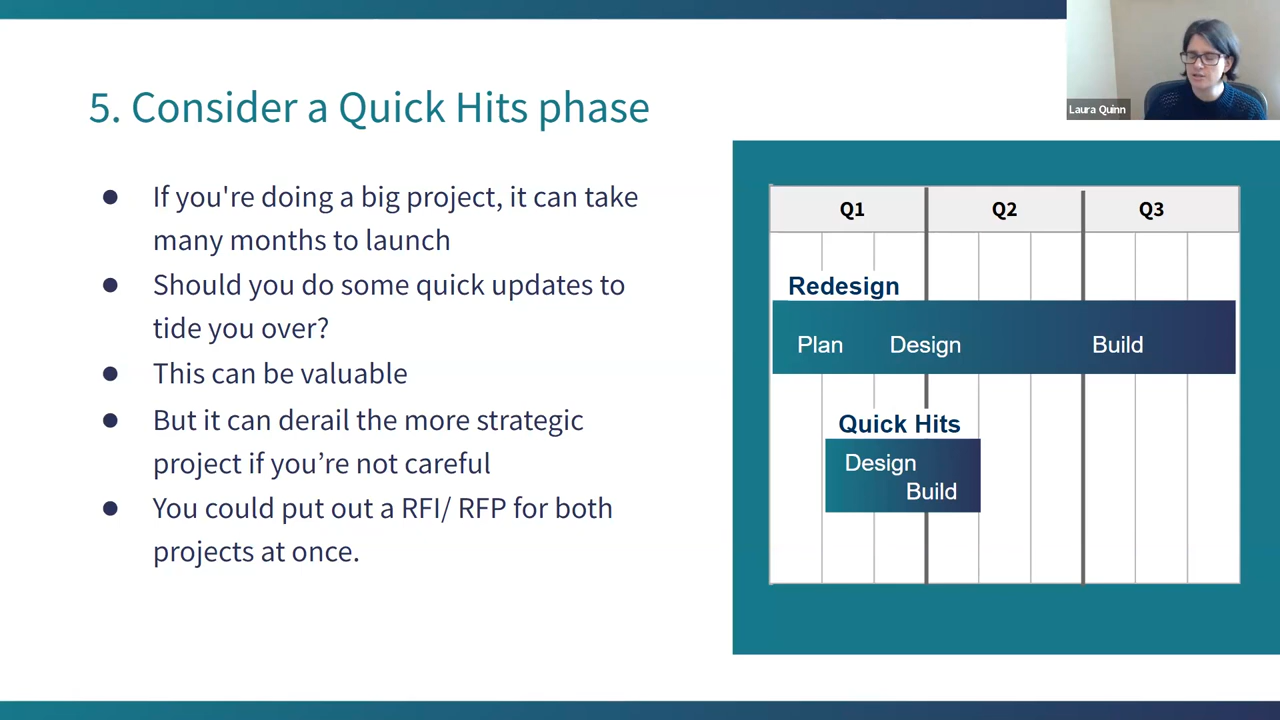 Laura Quinn
5. Consider a Quick Hits phase
● If you're doing a big project, it can take
many months to launch
● Should you do some quick updates to
tide you over?
● This can be valuable
● But it can derail the more strategic
project if you’re not careful
● You could put out a RFI/ RFP for both
projects at once.
Q1 Q2 Q3
Redesign
Plan Design Build
Quick Hits
Design
Build